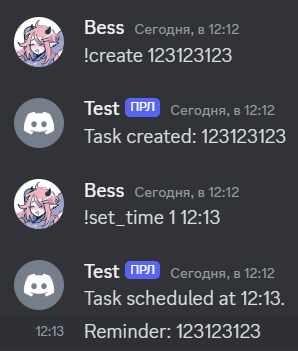 Bess Сегодня, в 12:12
!create 123123123
Test ПРЛ Сегодня, в 12:12
Task created: 123123123
Bess Сегодня, в 12:12
!set_time 1 12:13
Test ПРЛ Сегодня, в 12:12
Task scheduled at 12:13.
12:13 Reminder: 123123123